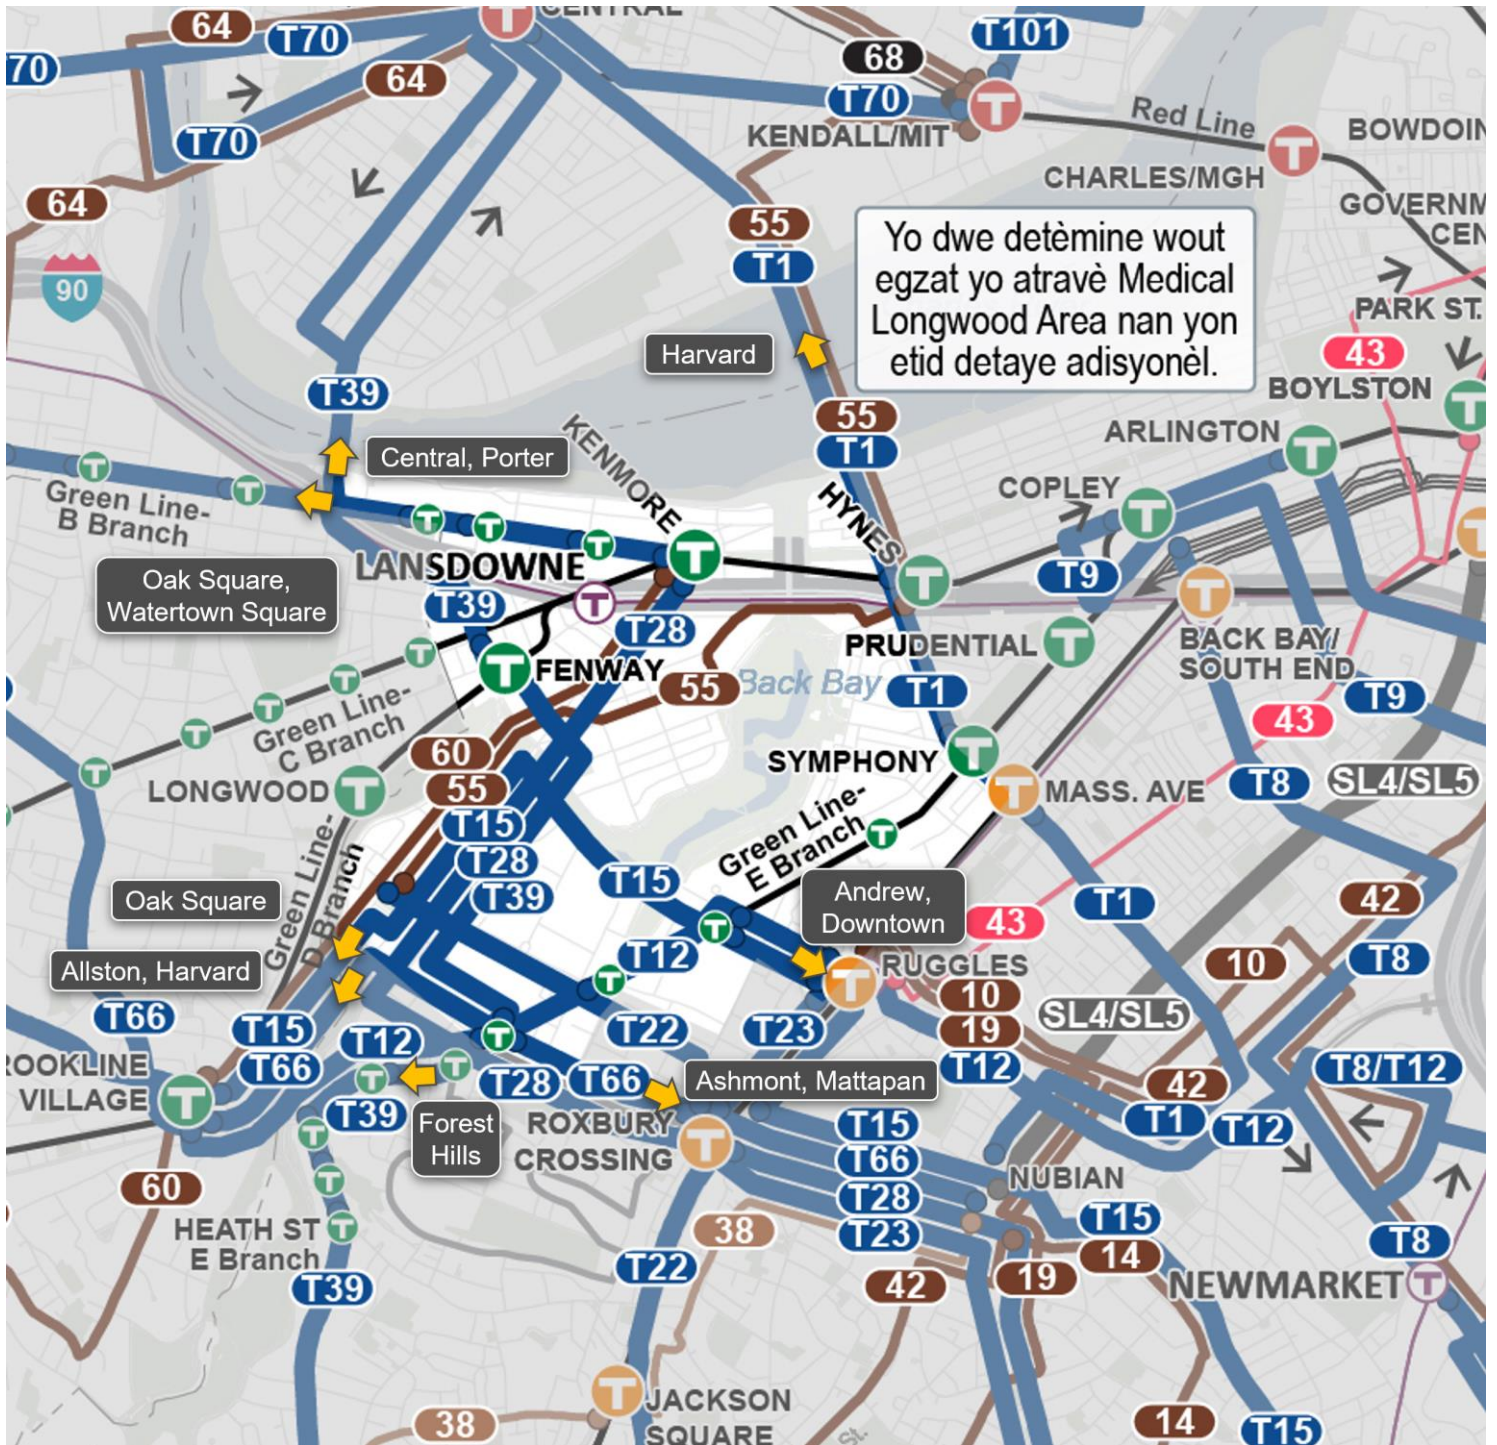 64
T70
CENTRAL
T101
68
70
64
T70
T70
KENDALL/MIT
Red Line
BOWDOIN
CHARLES/MGH
64
GOVERNM
CEN
55
T1
Yo dwe detèmine wout
egzat yo atravè Medical
Longwood Area nan yon
etid detaye adisyonèl.
90
PARK ST.
43
Harvard
BOYLSTON
T39
55
T1
ARLINGTON
Central, Porter
KENMORE
Green Line-
B Branch
HYNES
COPLEY
LANSDOWNE
Oak Square,
Watertown Square
T39
T28
T9
FENWAY
PRUDENTIAL
BACK BAY/
SOUTH END
55
Back Bay
T1
T9
43
Green Line-
C Branch
60
SYMPHONY
LONGWOOD
55
MASS. AVE
T8
SL4/SL5
T15
T28
T39
Green Line-
E Branch
T15
Green Line-
D Branch
Oak Square
Andrew,
Downtown
T1
42
43
Allston, Harvard
T12
RUGGLES
10
T8
10
T66
T15
T22
T23
19
SL4/SL5
T12
T66
T12
ROOKLINE
VILLAGE
T28
T66
Ashmont, Mattapan
T8/T12
42
T39
Forest
Hills
ROXBURY
CROSSING
T15
T1
T12
T66
60
NUBIAN
T28
T15
HEATH ST
E Branch
38
T23
14
T8
T39
T22
42
19
NEWMARKET
JACKSON
SQUARE
38
St.
14
T15